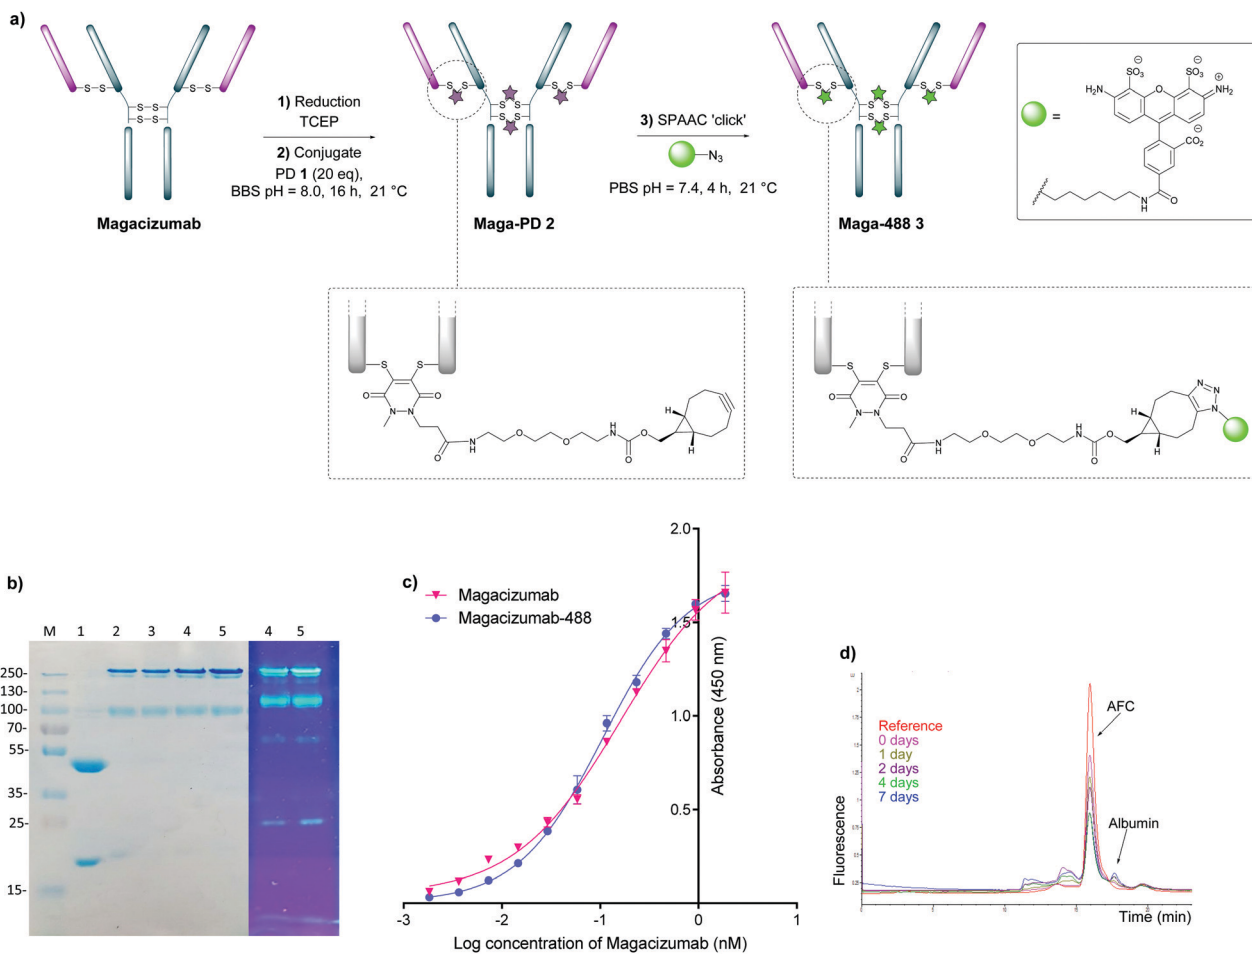 a)
1) Reduction
TCEP
2) Conjugate
PD 1 (20 eq),
BBS pH = 8.0, 16 h, 21 °C
3) SPAAC 'click'
N3
PBS pH = 7.4, 4 h, 21 °C
Magacizumab
Maga-PD 2
Maga-488 3
S–S
S–S
S–S
S–S
S S
S S
S S
S S
S S
S S
S S
S S
=
SO3 ⊖
⊖ SO3
H2N
O
NH2 ⊕
⊖
CO2
N
H
O
S S
O O
N N
O
N
H
O
O
H
N
O
O
H
H
S S
O O
N N
O
N
H
O
O
H
N
O
O
H
H
N N
N
b)
M 1 2 3 4 5 4 5
250-
130-
100-
70-
55-
35-
25-
15-
c)
Magacizumab
Magacizumab-488
2.0
1.5
1.0
0.5
Absorbance (450 nm)
-3 -2 -1 0 1
Log concentration of Magacizumab (nM)
d)
Reference
0 days
1 day
2 days
4 days
7 days
AFC
Albumin
Fluorescence
Time (min)